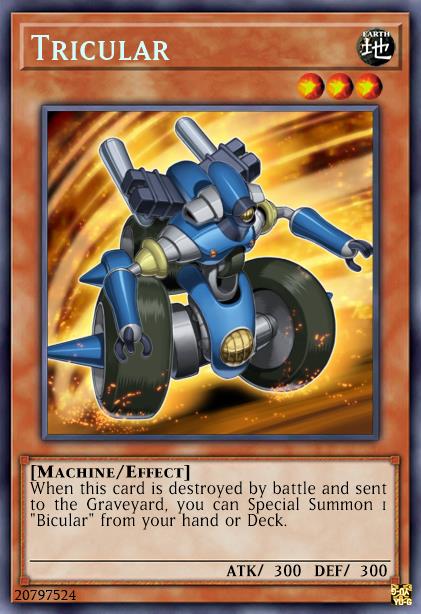 Tricular
EARTH
地
[Machine/Effect]
When this card is destroyed by battle and sent
to the Graveyard, you can Special Summon 1
"Bicular" from your hand or Deck.
ATK/ 300 DEF/ 300
20797524